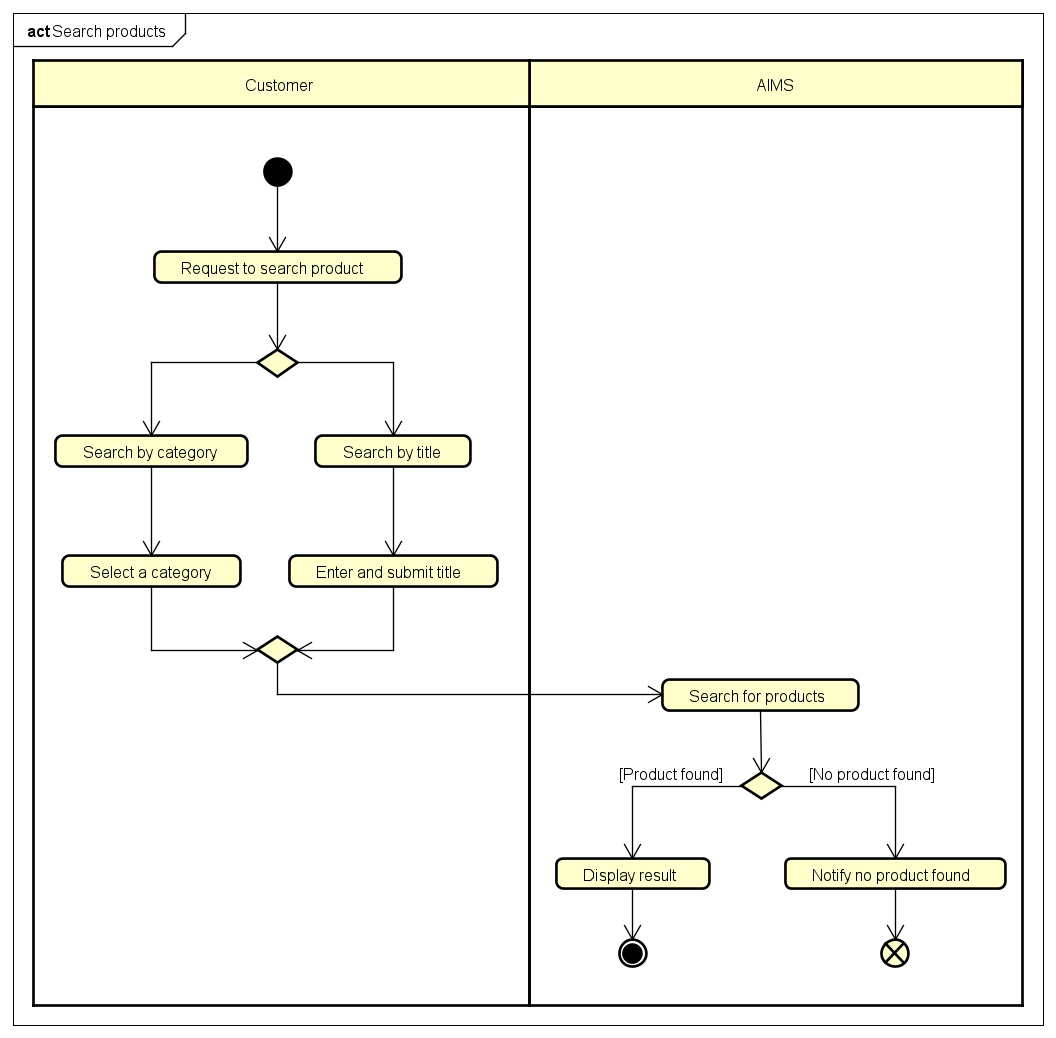 act Search products
Customer
AIMS
Request to search product
Search by category
Search by title
Select a category
Enter and submit title
Search for products
[Product found]
[No product found]
Display result
Notify no product found